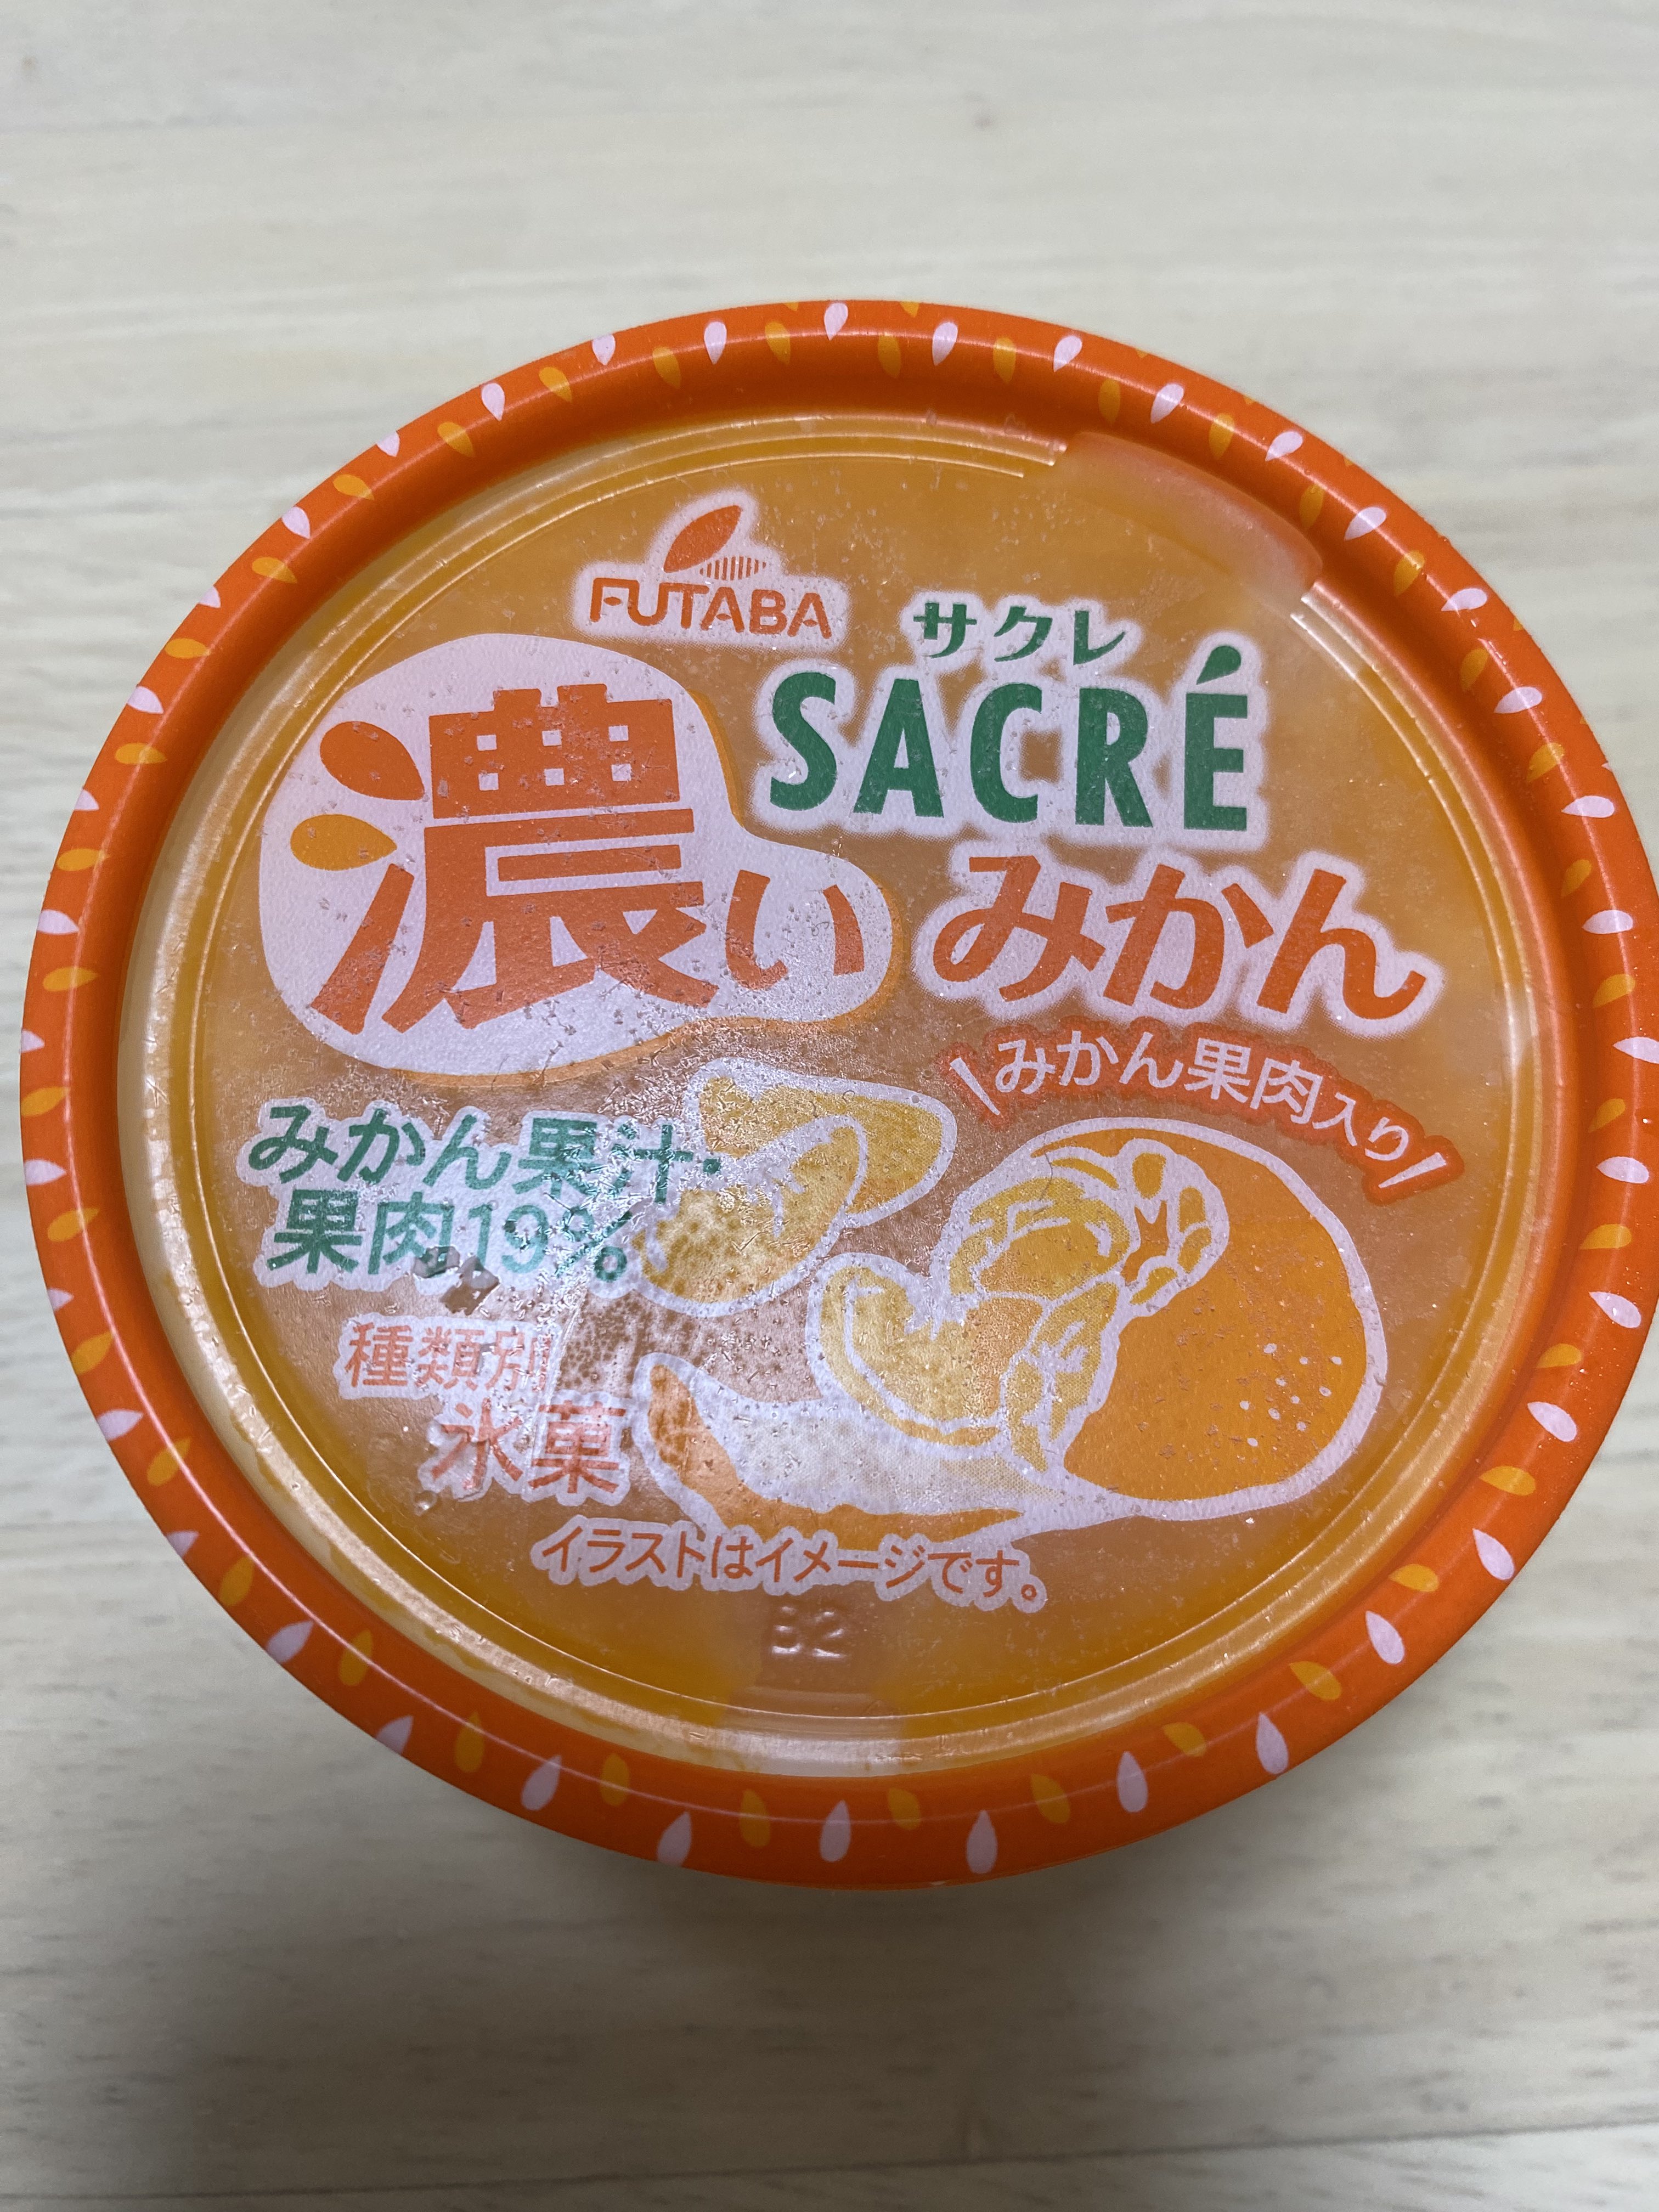 FUTABA
サクレ
SACRÉ
濃い
みかん
みかん果肉入り
みかん果汁・
果肉19%
種類別
氷菓
イラストはイメージです。
B2